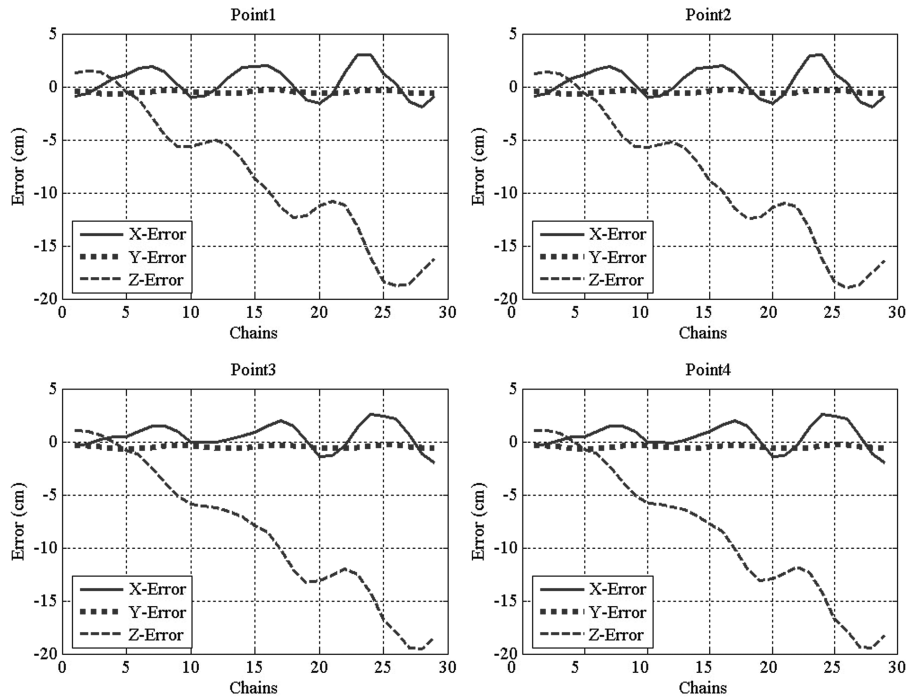 Point1
5
0
-5
-10
-15
-20
Error (cm)
X-Error
Y-Error
Z-Error
0 5 10 15 20 25 30
Chains
Point2
5
0
-5
-10
-15
-20
Error (cm)
X-Error
Y-Error
Z-Error
0 5 10 15 20 25 30
Chains
Point3
5
0
-5
-10
-15
-20
Error (cm)
X-Error
Y-Error
Z-Error
0 5 10 15 20 25 30
Chains
Point4
5
0
-5
-10
-15
-20
Error (cm)
X-Error
Y-Error
Z-Error
0 5 10 15 20 25 30
Chains